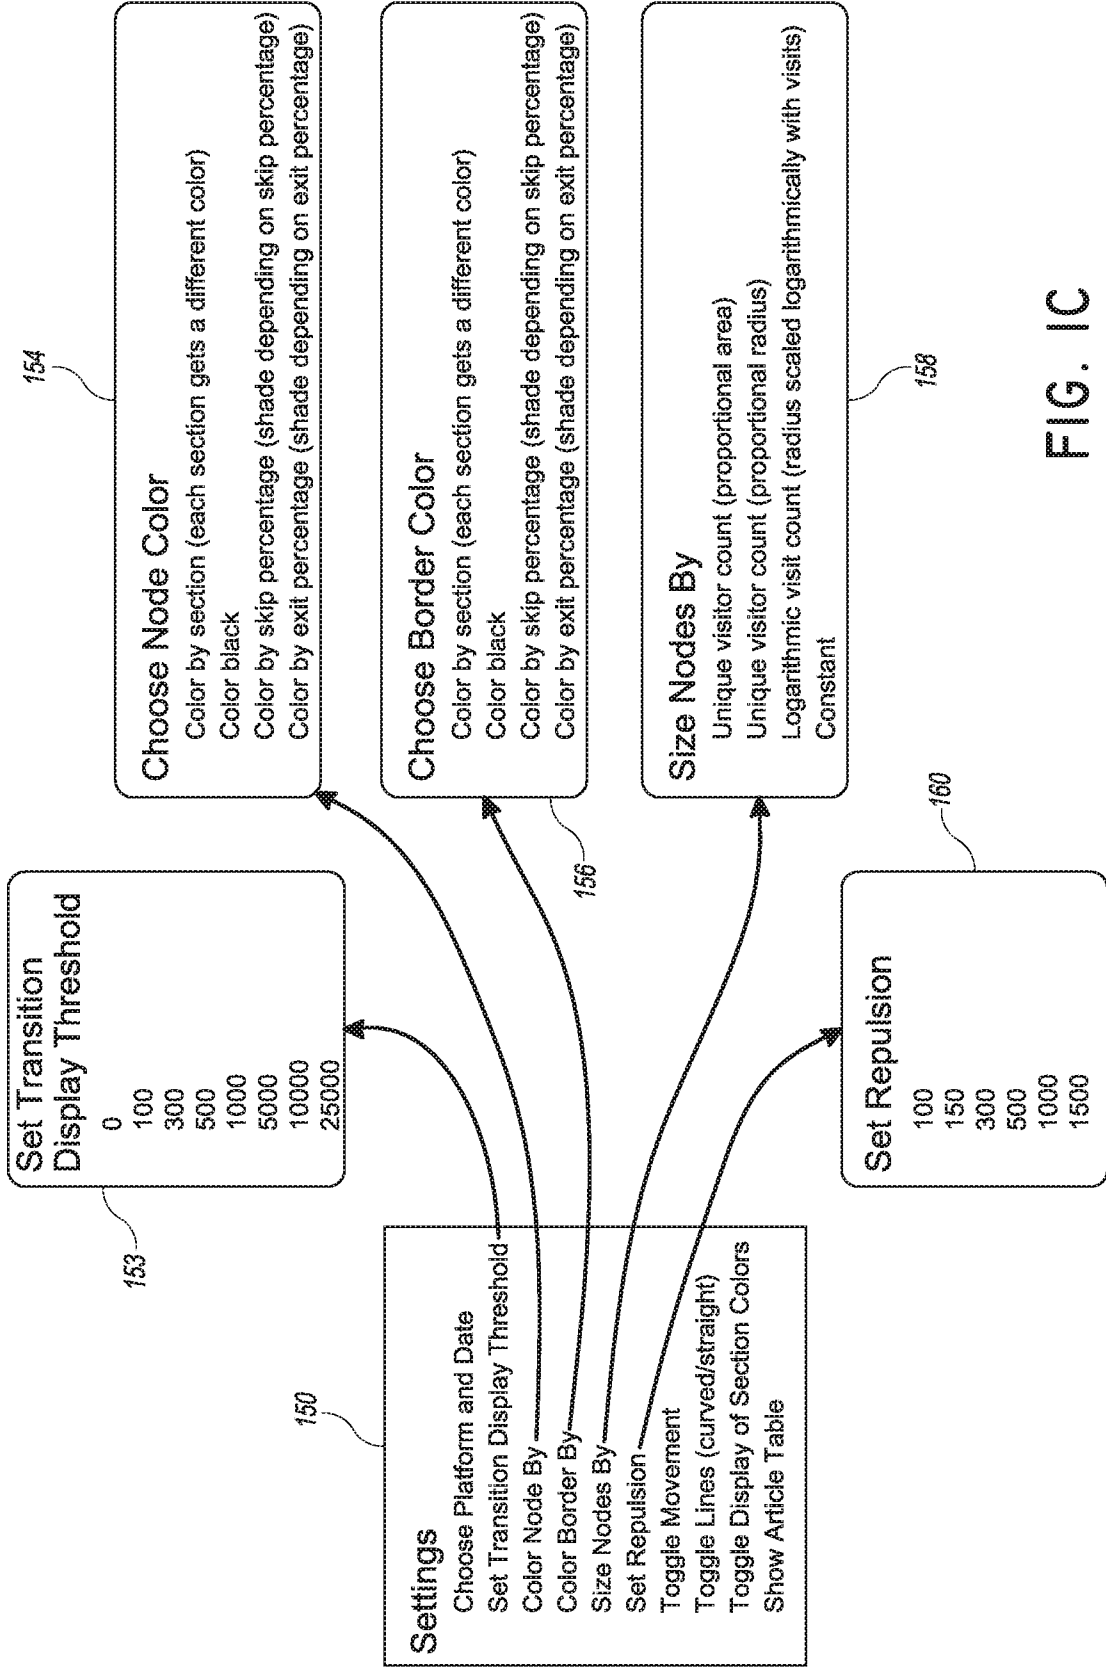 150
Settings
Choose Platform and Date
Set Transition Display Threshold
Color Node By
Color Border By
Size Nodes By
Set Repulsion
Toggle Movement
Toggle Lines (curved/straight)
Toggle Display of Section Colors
Show Article Table
153
Set Transition
Display Threshold
0
100
300
500
1000
5000
10000
25000
154
Choose Node Color
Color by section (each section gets a different color)
Color black
Color by skip percentage (shade depending on skip percentage)
Color by exit percentage (shade depending on exit percentage)
156
Choose Border Color
Color by section (each section gets a different color)
Color black
Color by skip percentage (shade depending on skip percentage)
Color by exit percentage (shade depending on exit percentage)
158
Size Nodes By
Unique visitor count (proportional area)
Unique visitor count (proportional radius)
Logarithmic visit count (radius scaled logarithmically with visits)
Constant
160
Set Repulsion
100
150
300
500
1000
1500
FIG. 1C